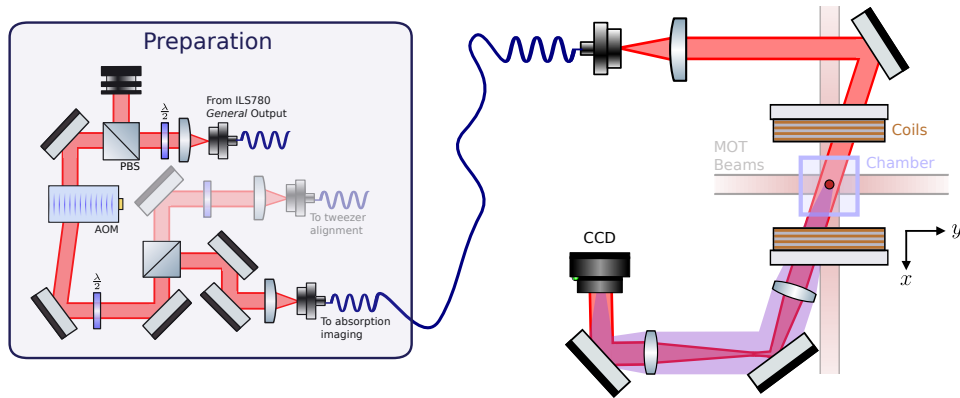 Preparation
From ILS780
General Output
λ/2
PBS
AOM
To tweezer
alignment
λ/2
To absorption
imaging
Coils
MOT
Beams
Chamber
CCD
y
x